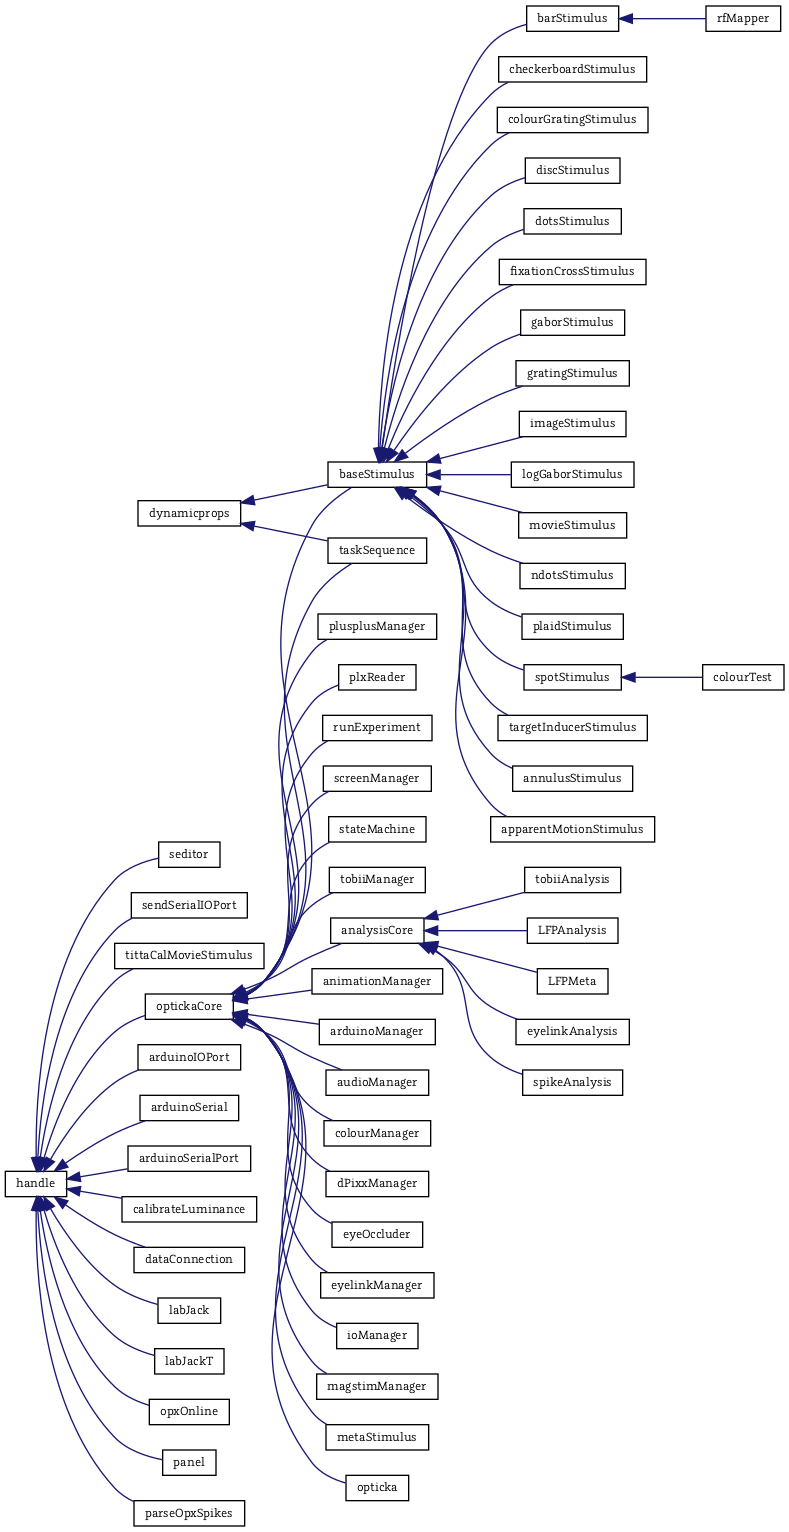 barStimulus
rfMapper
checkerboardStimulus
colourGratingStimulus
discStimulus
dotsStimulus
fixationCrossStimulus
gaborStimulus
gratingStimulus
imageStimulus
baseStimulus
logGaborStimulus
dynamicprops
movieStimulus
taskSequence
ndotsStimulus
plusplusManager
plaidStimulus
plxReader
spotStimulus
colourTest
runExperiment
targetInducerStimulus
screenManager
annulusStimulus
stateMachine
apparentMotionStimulus
seditor
tobiiManager
tobiiAnalysis
sendSerialIOPort
analysisCore
LFPAnalysis
tittaCalMovieStimulus
animationManager
LFPMeta
optickaCore
arduinoManager
eyelinkAnalysis
arduinoIOPort
audioManager
spikeAnalysis
arduinoSerial
colourManager
arduinoSerialPort
handle
dPixxManager
calibrateLuminance
eyeOccluder
dataConnection
eyelinkManager
labJack
ioManager
labJackT
magstimManager
opxOnline
metaStimulus
panel
opticka
parseOpxSpikes